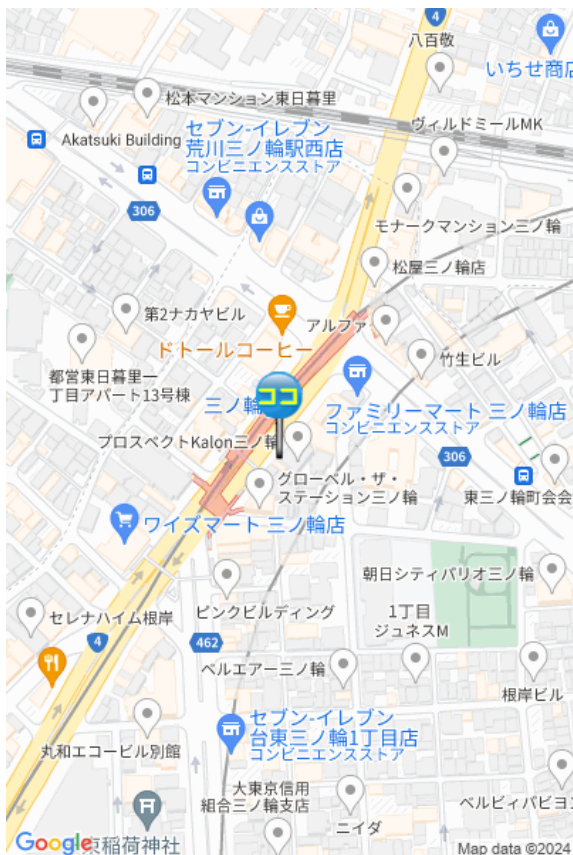 4
八百敬
いちせ商店
松本マンション東日暮里
Akatsuki Building
セブン-イレブン
荒川三ノ輪駅西店
コンビニエンスストア
ヴィルドミールMK
306
モナークマンション三ノ輪
松屋三ノ輪店
第2ナカヤビル
アルファ
ドトールコーヒー
竹生ビル
都営東日暮里一
丁目アパート13号棟
ココ
三ノ輪
ファミリーマート 三ノ輪店
コンビニエンスストア
プロスペクトKalon三ノ輪
306
グローベル・ザ・
ステーション三ノ輪
東三ノ輪町会会
ワイズマート 三ノ輪店
朝日シティパリオ三ノ輪
ピンクビルディング
1丁目
ジュネスM
セレナハイム根岸
4
462
ベルエアー三ノ輪
根岸ビル
セブン-イレブン
台東三ノ輪1丁目店
コンビニエンスストア
丸和エコービル別館
大東京信用
組合三ノ輪支店
ベルビィパビヨン
ニイダ
Google
東稲荷神社
Map data ©2024